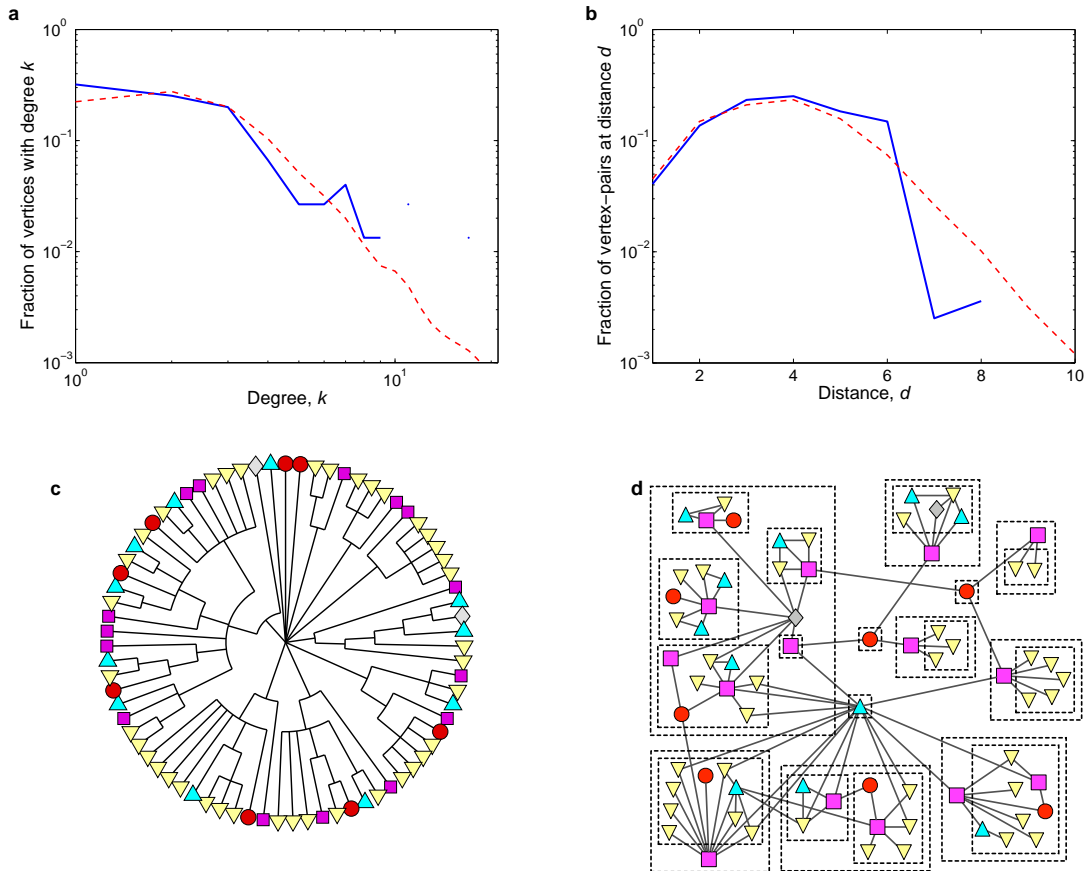 a
10^0
10^-1
10^-2
10^-3
10^0
10^1
Fraction of vertices with degree k
Degree, k
b
10^0
10^-1
10^-2
10^-3
2
4
6
8
10
Fraction of vertex-pairs at distance d
Distance, d
c
d